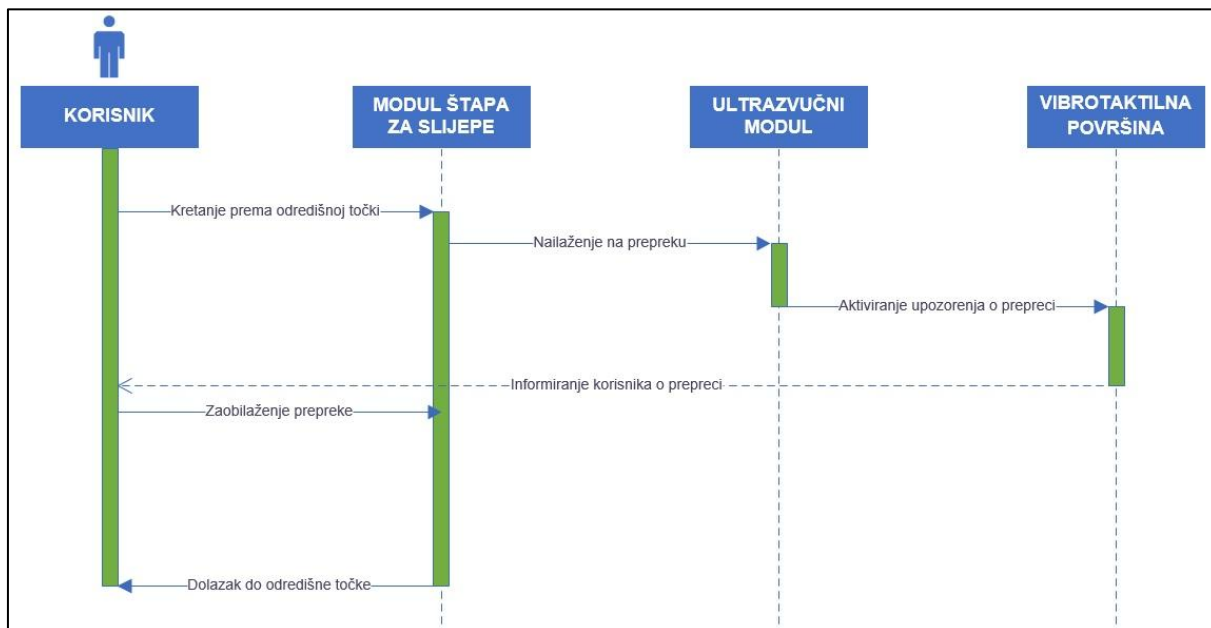 KORISNIK
MODUL ŠTAPA
ZA SLIJEPE
ULTRAZVUČNI
MODUL
VIBROTAKTILNA
POVRŠINA
Kretanje prema odredišnoj točki
Nailaženje na prepreku
Aktiviranje upozorenja o prepreci
Informiranje korisnika o prepreci
Zaobilaženje prepreke
Dolazak do odredišne točke